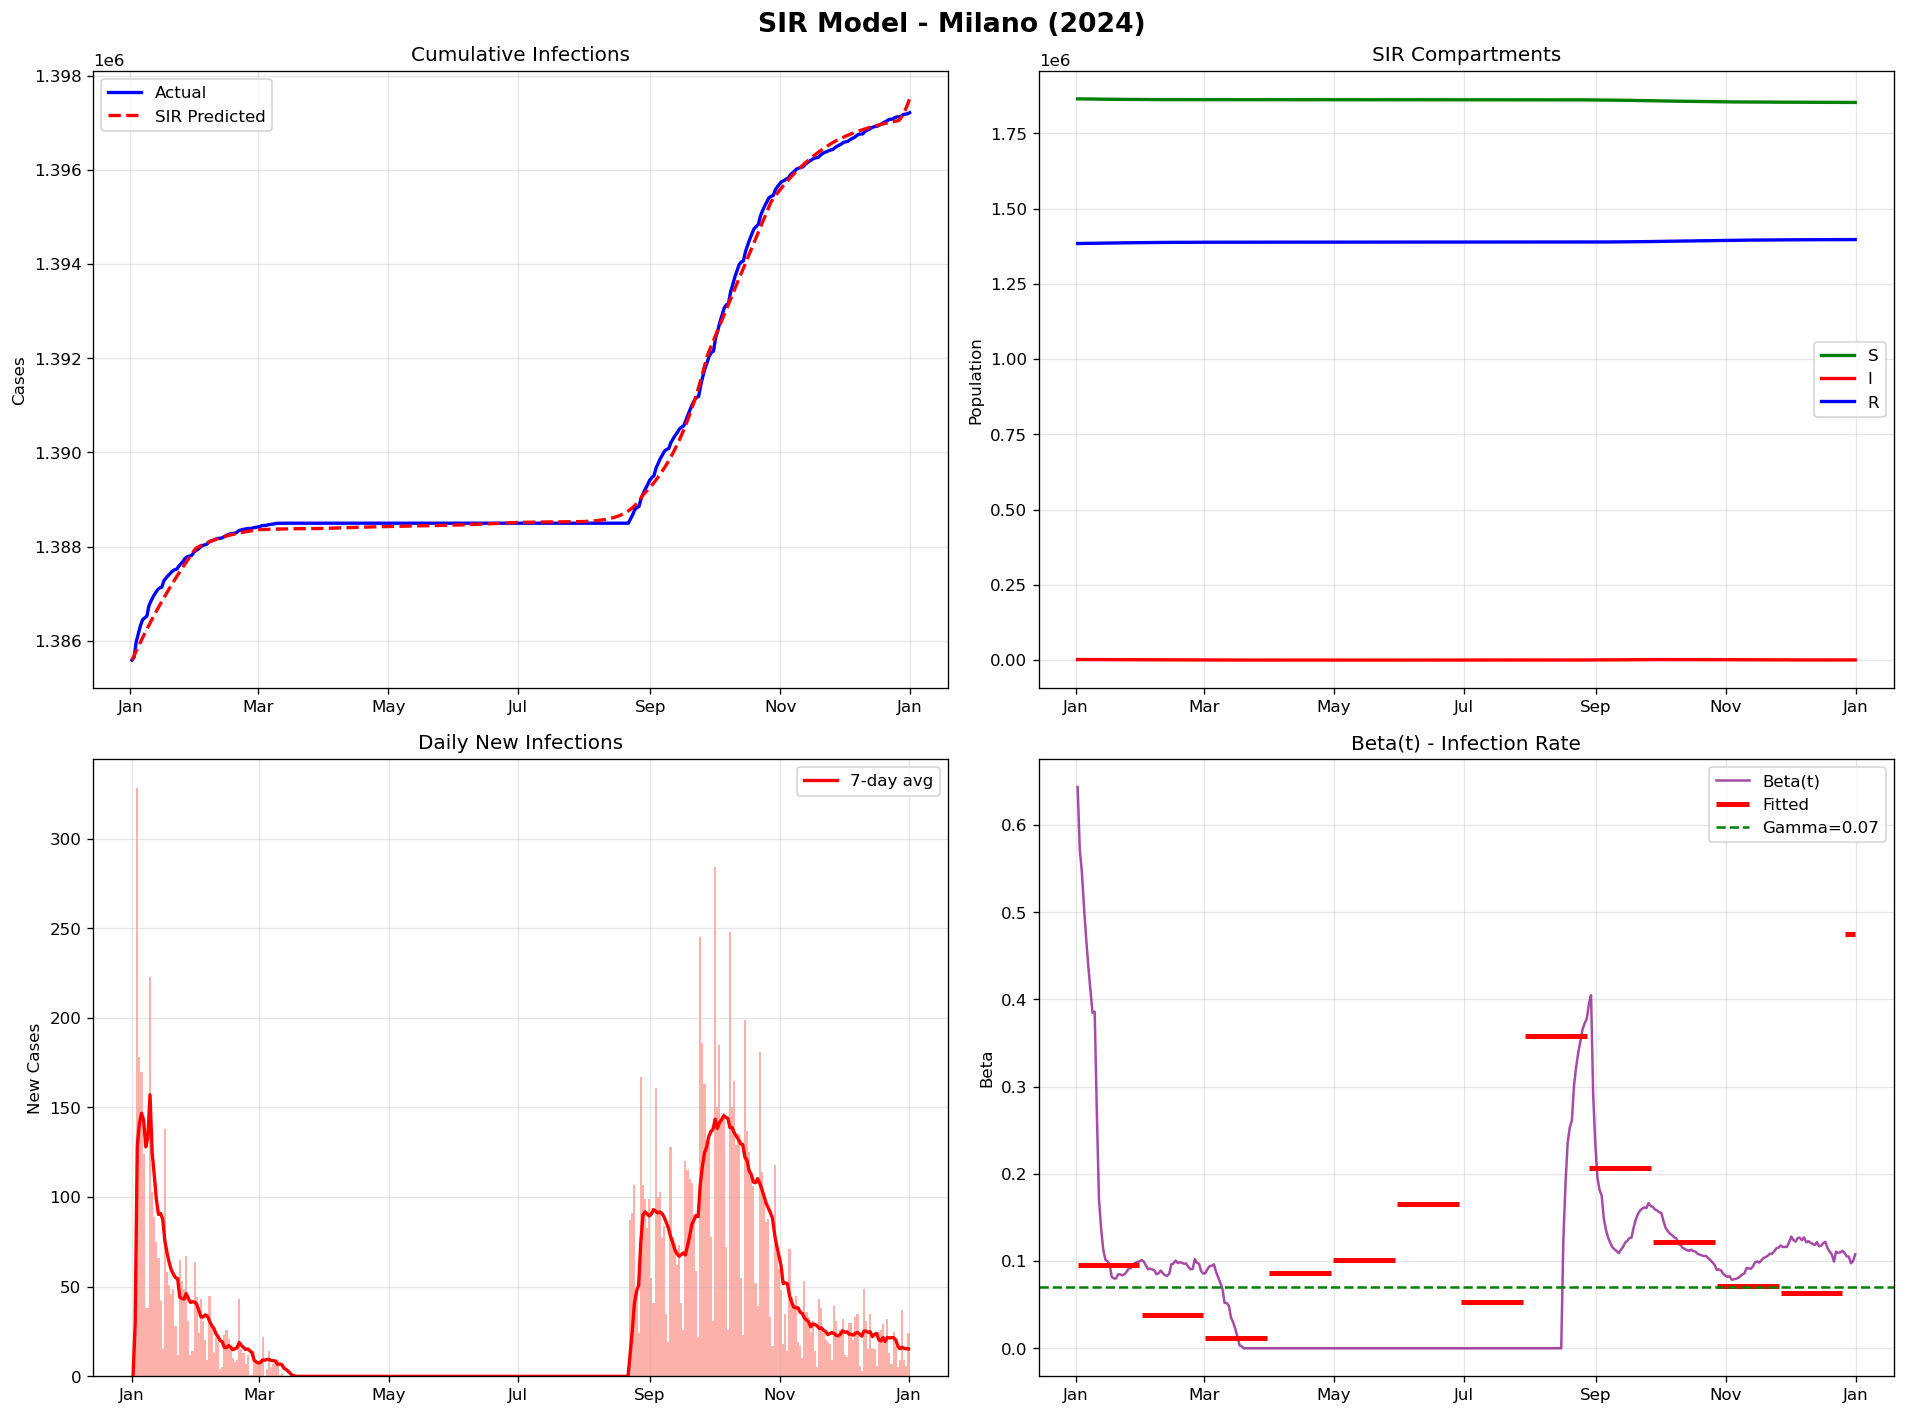 SIR Model - Milano (2024)
Cumulative Infections
1e6
1.398
1.396
1.394
1.392
1.390
1.388
1.386
Cases
Actual
SIR Predicted
Jan
Mar
May
Jul
Sep
Nov
Jan
SIR Compartments
1e6
1.75
1.50
1.25
1.00
0.75
0.50
0.25
0.00
Population
S
I
R
Jan
Mar
May
Jul
Sep
Nov
Jan
Daily New Infections
300
250
200
150
100
50
0
New Cases
7-day avg
Jan
Mar
May
Jul
Sep
Nov
Jan
Beta(t) - Infection Rate
0.6
0.5
0.4
0.3
0.2
0.1
0.0
Beta
Beta(t)
Fitted
Gamma=0.07
Jan
Mar
May
Jul
Sep
Nov
Jan